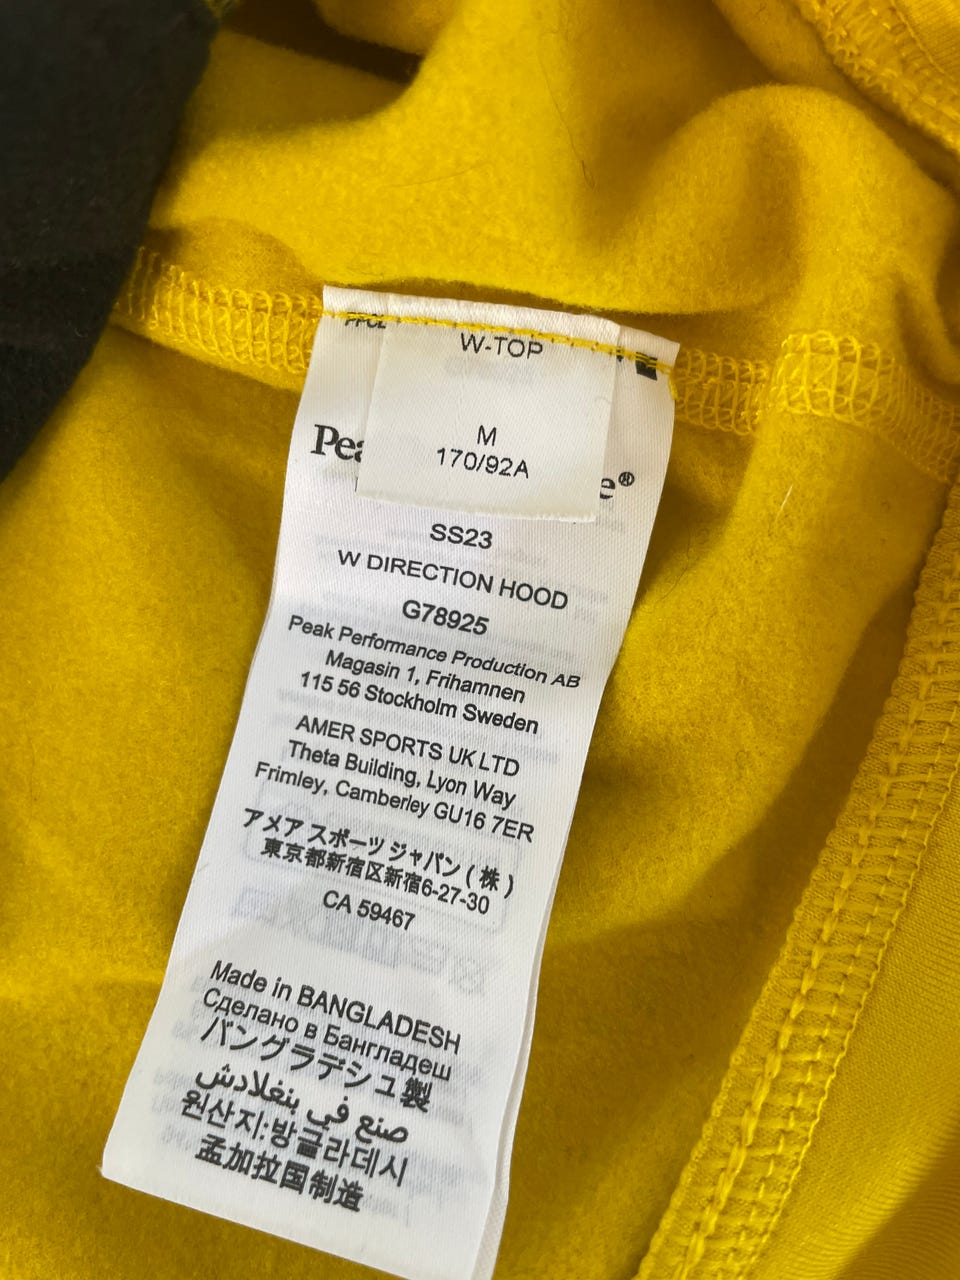 W-TOP
M
170/92A
Pea e®
SS23
W DIRECTION HOOD
G78925
Peak Performance Production AB
Magasin 1, Frihamnen
115 56 Stockholm Sweden
AMER SPORTS UK LTD
Theta Building, Lyon Way
Frimley, Camberley GU16 7ER
アメア スポーツ ジャパン ( 株 )
東京都新宿区新宿6-27-30
CA 59467
Made in BANGLADESH
Сделано в Бангладеш
バングラデシュ製
صنع في بنغلادش
원산지:방글라데시
孟加拉国制造